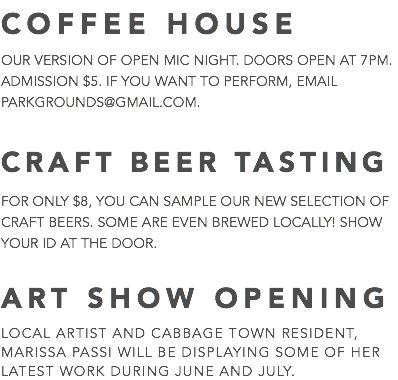 COFFEE HOUSE
OUR VERSION OF OPEN MIC NIGHT. DOORS OPEN AT 7PM.
ADMISSION $5. IF YOU WANT TO PERFORM, EMAIL
PARKGROUNDS@GMAIL.COM.
CRAFT BEER TASTING
FOR ONLY $8, YOU CAN SAMPLE OUR NEW SELECTION OF
CRAFT BEERS. SOME ARE EVEN BREWED LOCALLY! SHOW
YOUR ID AT THE DOOR.
ART SHOW OPENING
LOCAL ARTIST AND CABBAGE TOWN RESIDENT,
MARISSA PASSI WILL BE DISPLAYING SOME OF HER
LATEST WORK DURING JUNE AND JULY.